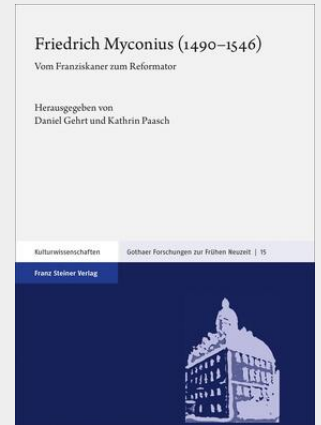 Friedrich Myconius (1490–1546)
Vom Franziskaner zum Reformator
Herausgegeben von
Daniel Gehrt und Kathrin Paasch
Kulturwissenschaften
Gothaer Forschungen zur Frühen Neuzeit | 15
Franz Steiner Verlag